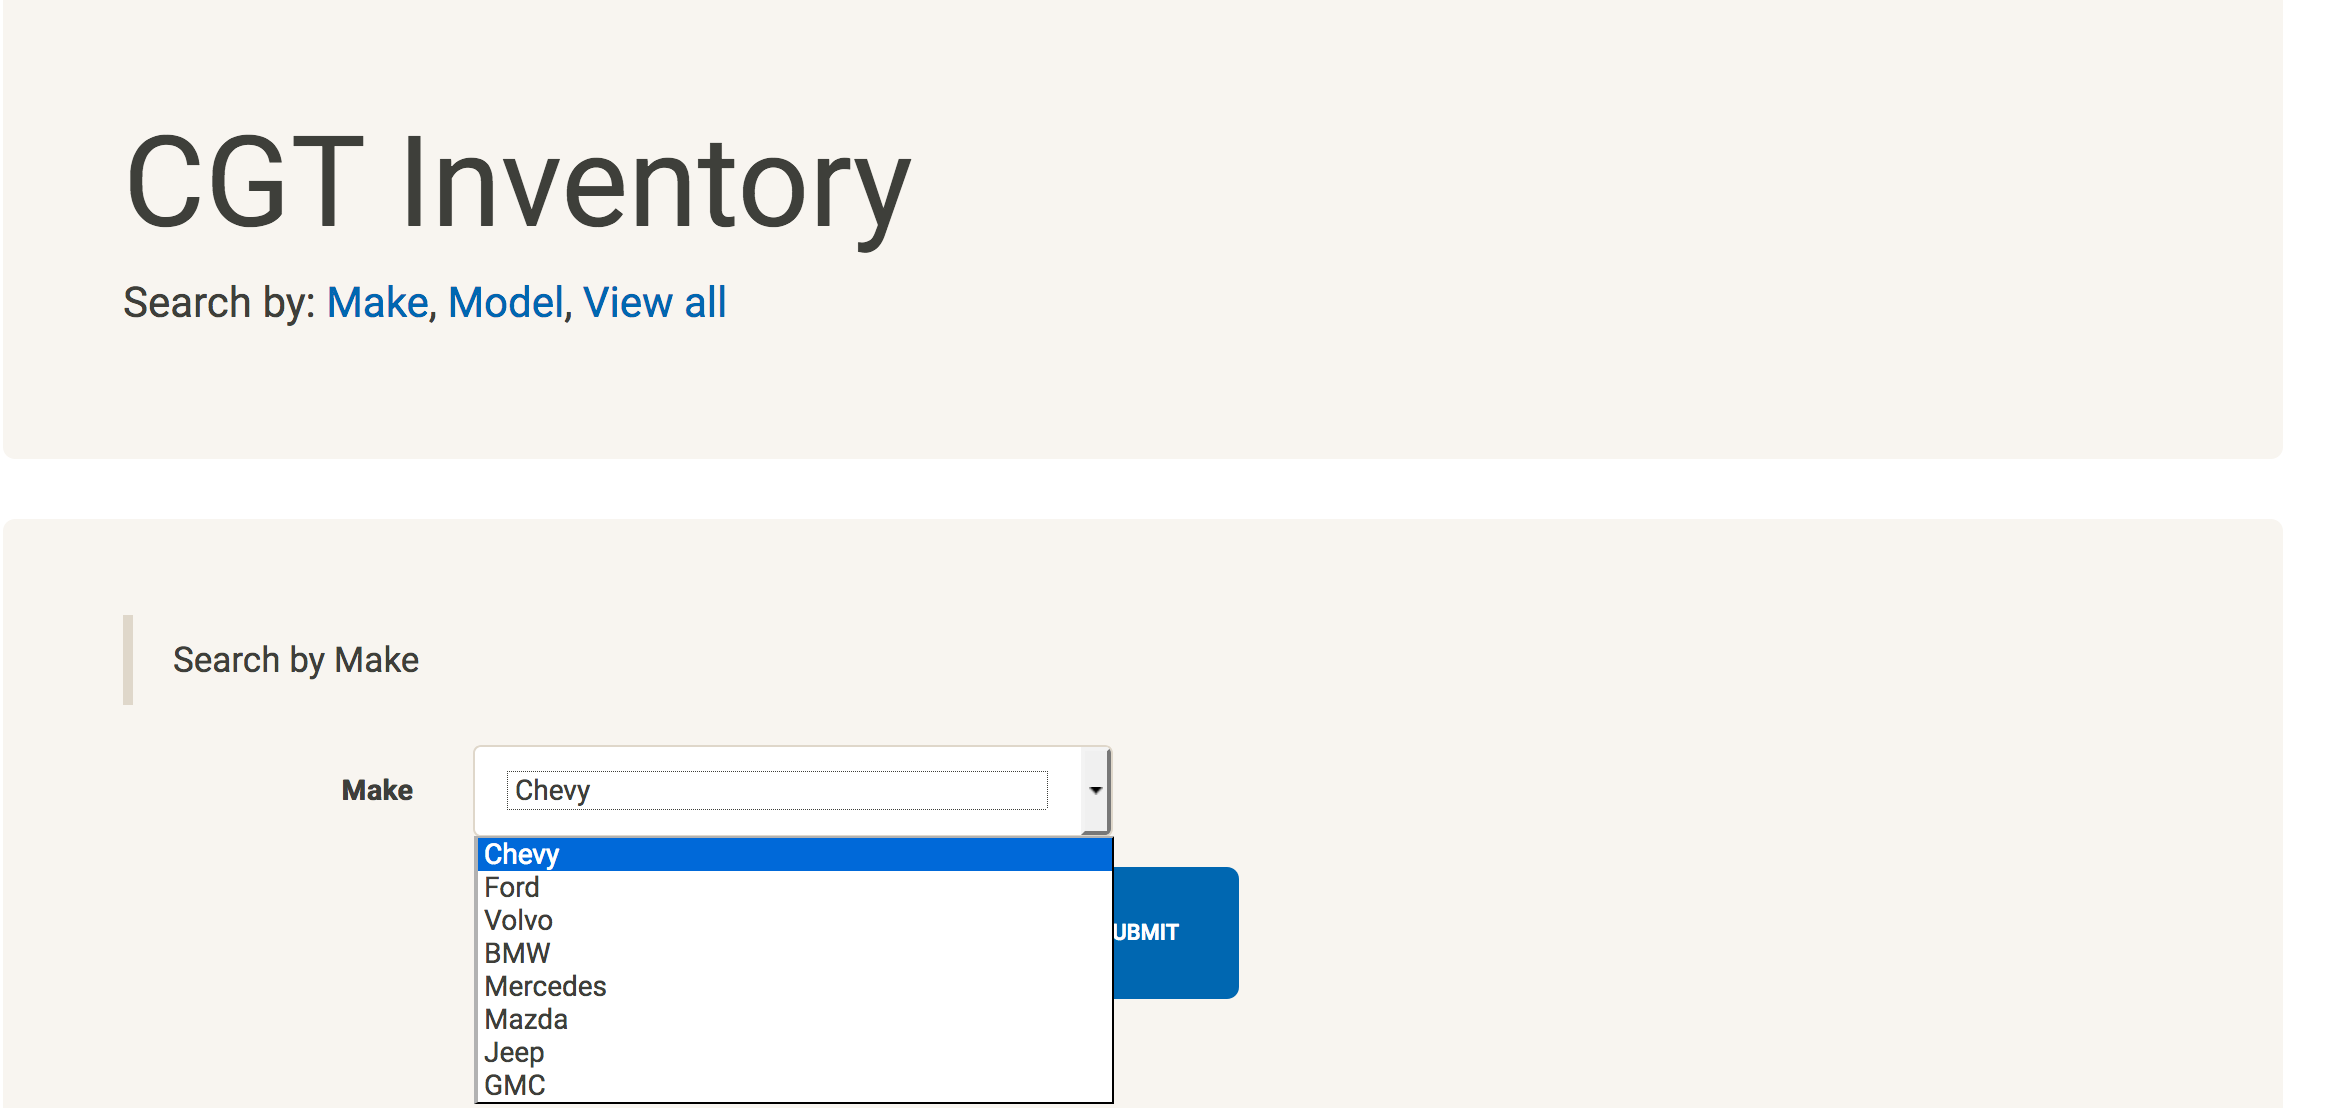 CGT Inventory
Search by: Make, Model, View all
Search by Make
Make
Chevy
Chevy
Ford
UBMIT
Volvo
BMW
Mercedes
Mazda
Jeep
GMC